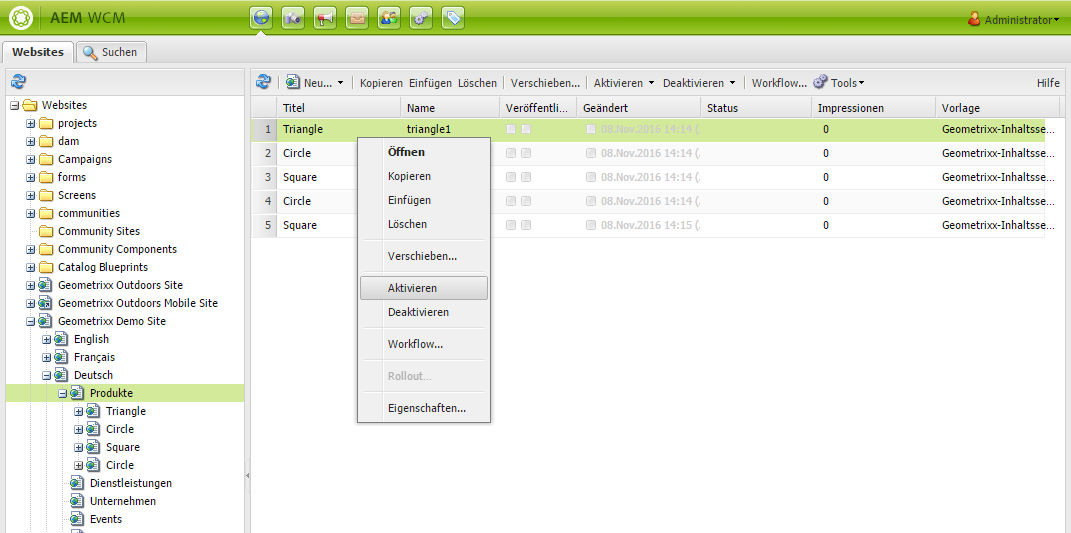 AEM WCM
Administrator
Websites Suchen
Neu... Kopieren Einfügen Löschen Verschieben... Aktivieren Deaktivieren Workflow... Tools Hilfe
Titel Name Veröffentli... Geändert Status Impressionen Vorlage
1 Triangle triangle1 08.Nov.2016 14:14 (, 0 Geometrixx-Inhaltsse...
2 Circle 08.Nov.2016 14:14 (, 0 Geometrixx-Inhaltsse...
3 Square 08.Nov.2016 14:14 (, 0 Geometrixx-Inhaltsse...
4 Circle 08.Nov.2016 14:14 (, 0 Geometrixx-Inhaltsse...
5 Square 08.Nov.2016 14:15 (, 0 Geometrixx-Inhaltsse...
Öffnen
Kopieren
Einfügen
Löschen
Verschieben...
Aktivieren
Deaktivieren
Workflow...
Rollout...
Eigenschaften...
Websites
projects
dam
Campaigns
forms
Screens
communities
Community Sites
Community Components
Catalog Blueprints
Geometrixx Outdoors Site
Geometrixx Outdoors Mobile Site
Geometrixx Demo Site
English
Français
Deutsch
Produkte
Triangle
Circle
Square
Circle
Dienstleistungen
Unternehmen
Events